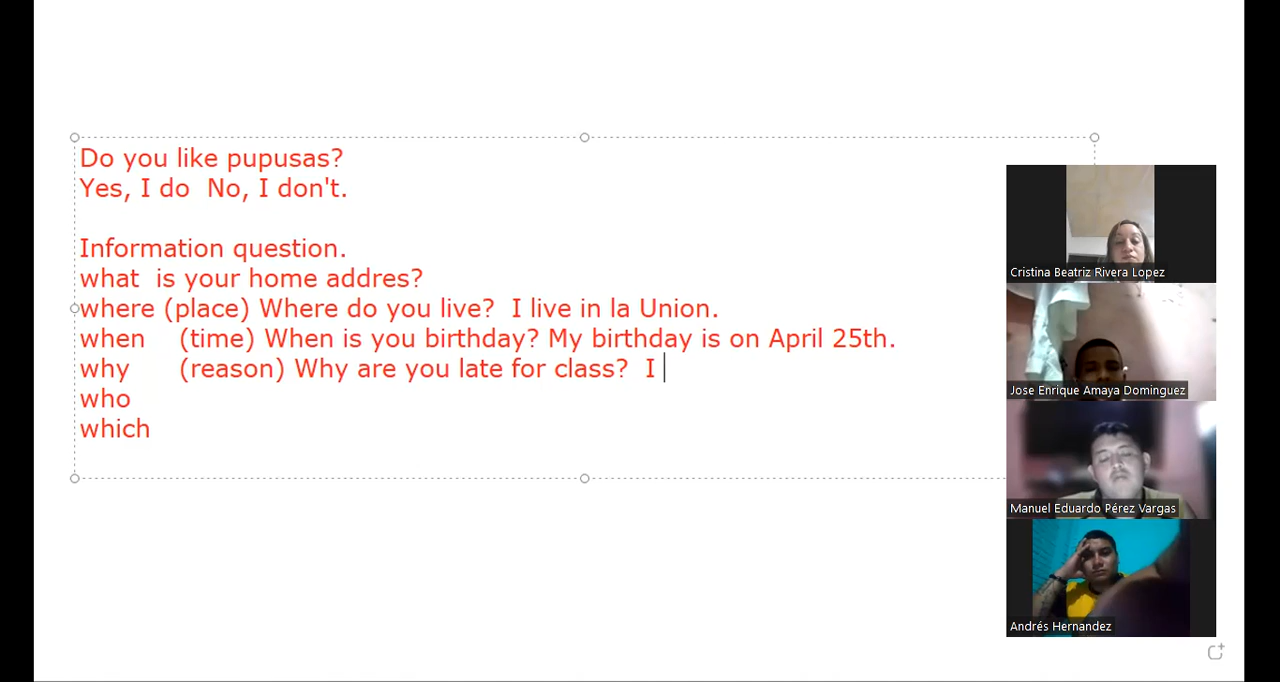 Do you like pupusas?
Yes, I do  No, I don't.
Information question.
what  is your home addres?
where (place) Where do you live?  I live in la Union.
when    (time) When is you birthday? My birthday is on April 25th.
why      (reason) Why are you late for class?  I
who
which
Cristina Beatriz Rivera Lopez
Jose Enrique Amaya Dominguez
Manuel Eduardo Pérez Vargas
Andrés Hernandez